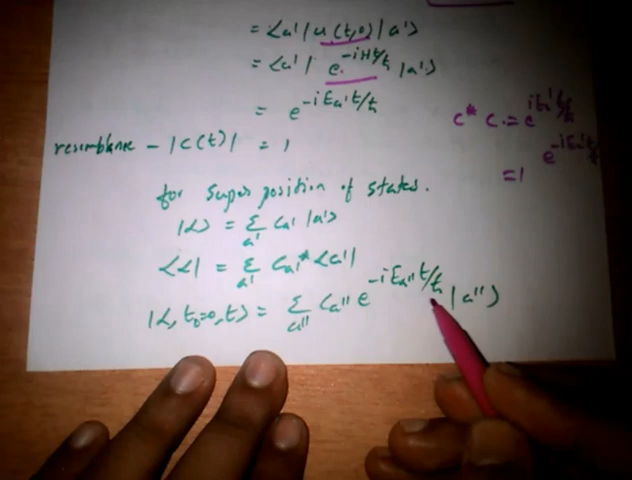 = <a'|u(t,0)|a'>
= <a'| e^{-iHt/ħ} |a'>
= e^{-iE_{a'}t/ħ}
c* c = e^{iE_{a'}t/ħ}
e^{-iE_{a'}t/ħ}
= 1
resemblance - |c(t)| = 1
for superposition of states.
|α> = Σ_{a'} C_{a'} |a'>
<α| = Σ_{a'} C_{a'}* <a'|
|α, t₀=0, t> = Σ_{a''} C_{a''} e^{-iE_{a''}t/ħ} |a''>